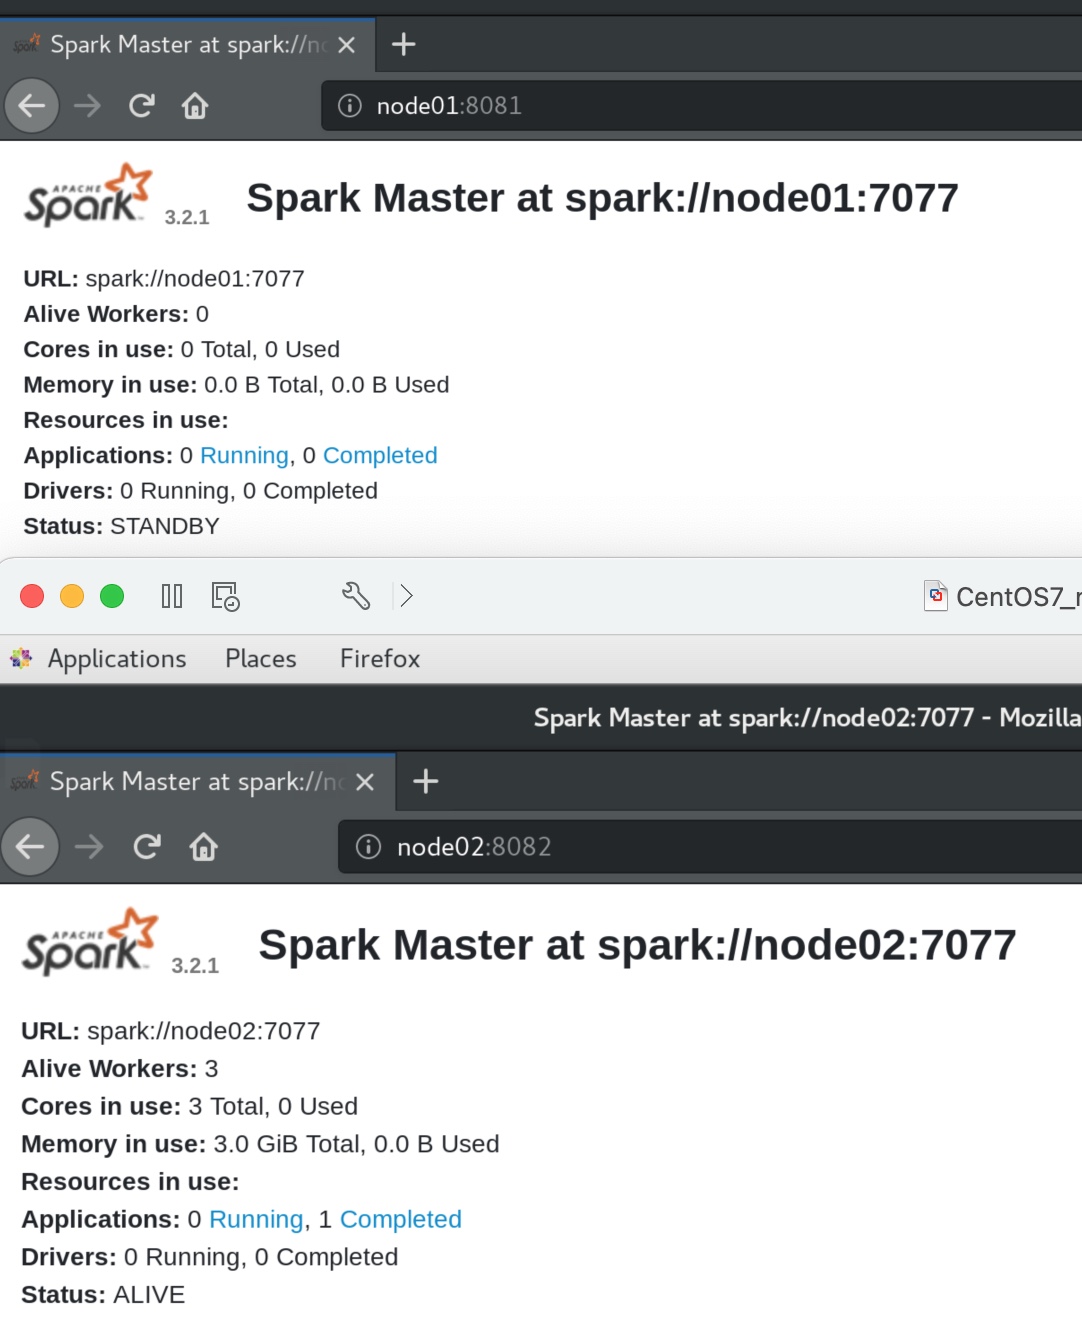 Spark Master at spark://no
node01:8081
APACHE
Spark 3.2.1
Spark Master at spark://node01:7077
URL: spark://node01:7077
Alive Workers: 0
Cores in use: 0 Total, 0 Used
Memory in use: 0.0 B Total, 0.0 B Used
Resources in use:
Applications: 0 Running, 0 Completed
Drivers: 0 Running, 0 Completed
Status: STANDBY
CentOS7_
Applications Places Firefox
Spark Master at spark://node02:7077 - Mozilla
Spark Master at spark://no
node02:8082
APACHE
Spark 3.2.1
Spark Master at spark://node02:7077
URL: spark://node02:7077
Alive Workers: 3
Cores in use: 3 Total, 0 Used
Memory in use: 3.0 GiB Total, 0.0 B Used
Resources in use:
Applications: 0 Running, 1 Completed
Drivers: 0 Running, 0 Completed
Status: ALIVE